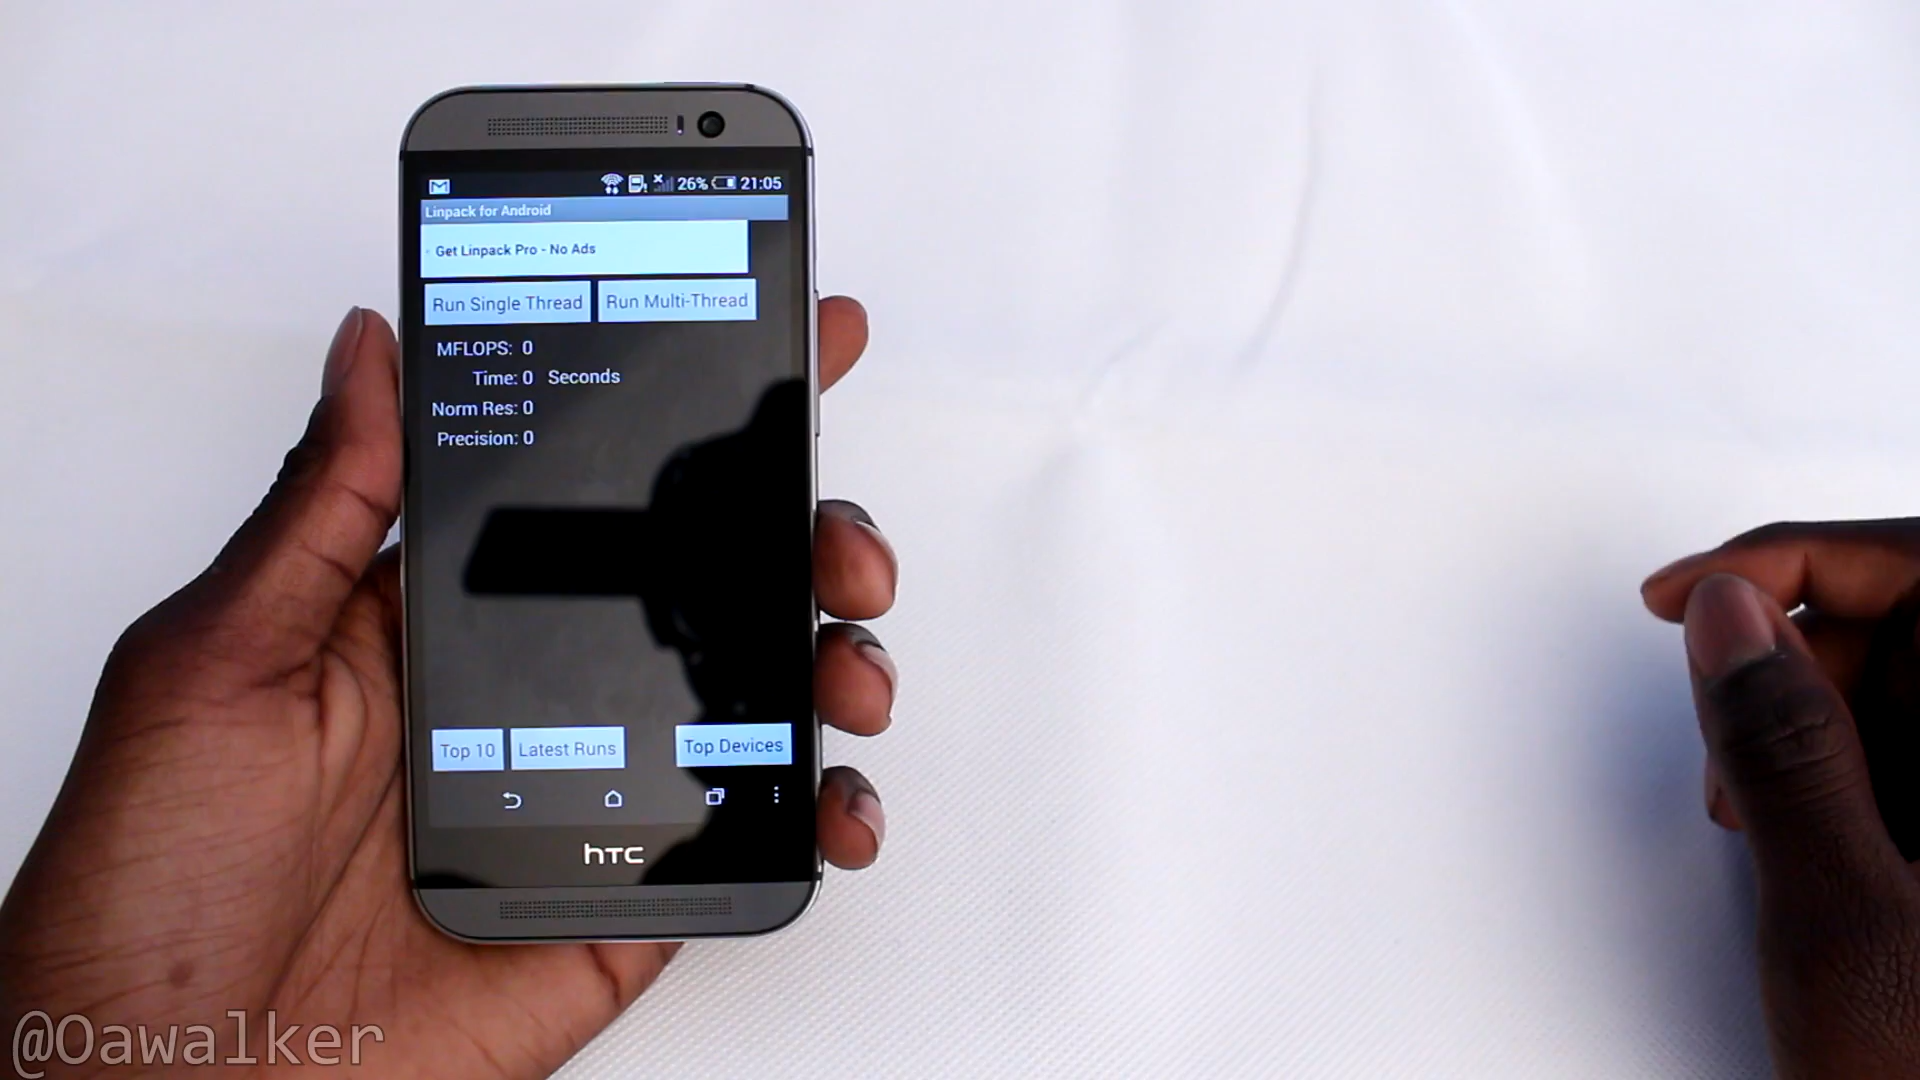 26% 21:05
Linpack for Android
Get Linpack Pro - No Ads
Run Single Thread Run Multi-Thread
MFLOPS: 0
Time: 0 Seconds
Norm Res: 0
Precision: 0
Top 10 Latest Runs Top Devices
hTC
@Oawalker